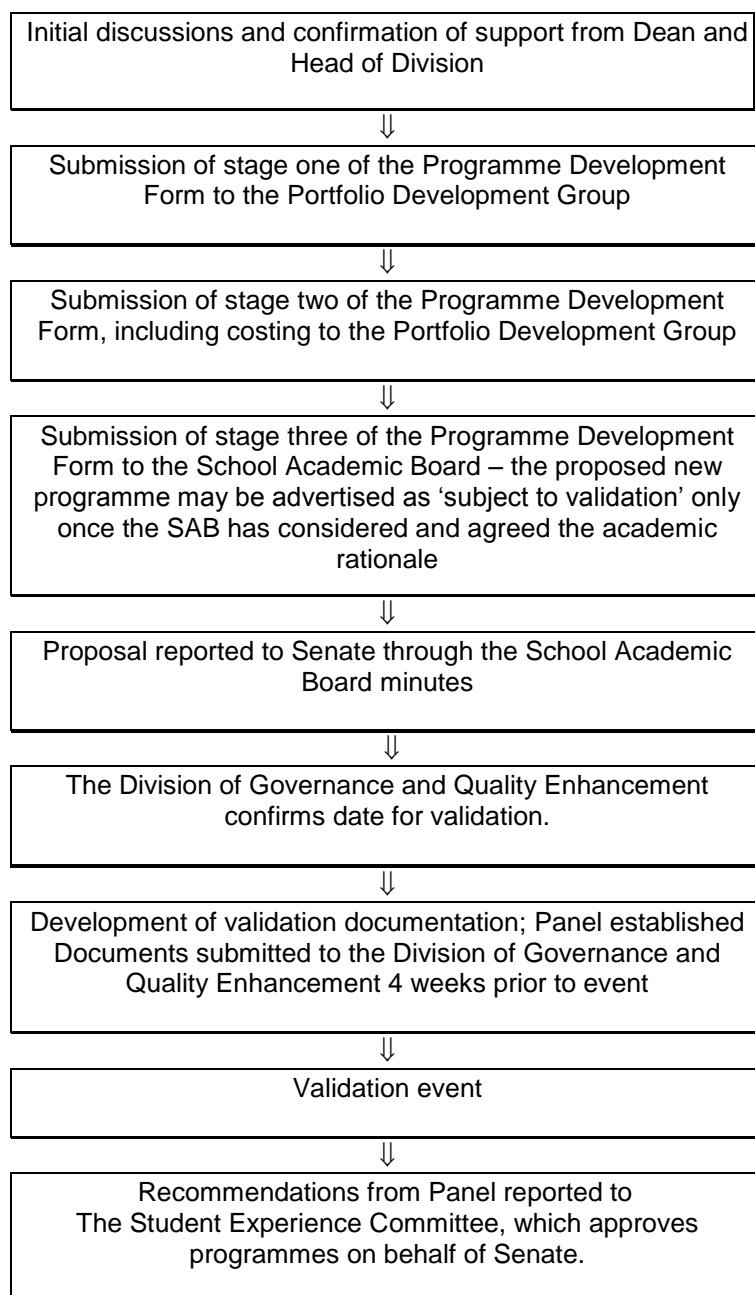 Initial discussions and confirmation of support from Dean and
Head of Division
⇓
Submission of stage one of the Programme Development
Form to the Portfolio Development Group
⇓
Submission of stage two of the Programme Development
Form, including costing to the Portfolio Development Group
⇓
Submission of stage three of the Programme Development
Form to the School Academic Board – the proposed new
programme may be advertised as ‘subject to validation’ only
once the SAB has considered and agreed the academic
rationale
⇓
Proposal reported to Senate through the School Academic
Board minutes
⇓
The Division of Governance and Quality Enhancement
confirms date for validation.
⇓
Development of validation documentation; Panel established
Documents submitted to the Division of Governance and
Quality Enhancement 4 weeks prior to event
⇓
Validation event
⇓
Recommendations from Panel reported to
The Student Experience Committee, which approves
programmes on behalf of Senate.